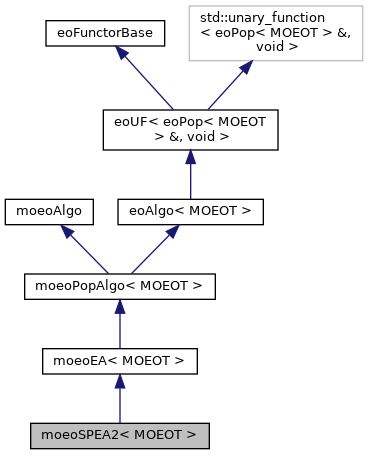 eoFunctorBase
std::unary_function
< eoPop< MOEOT > &,
void >
eoUF< eoPop< MOEOT
> &, void >
moeoAlgo
eoAlgo< MOEOT >
moeoPopAlgo< MOEOT >
moeoEA< MOEOT >
moeoSPEA2< MOEOT >